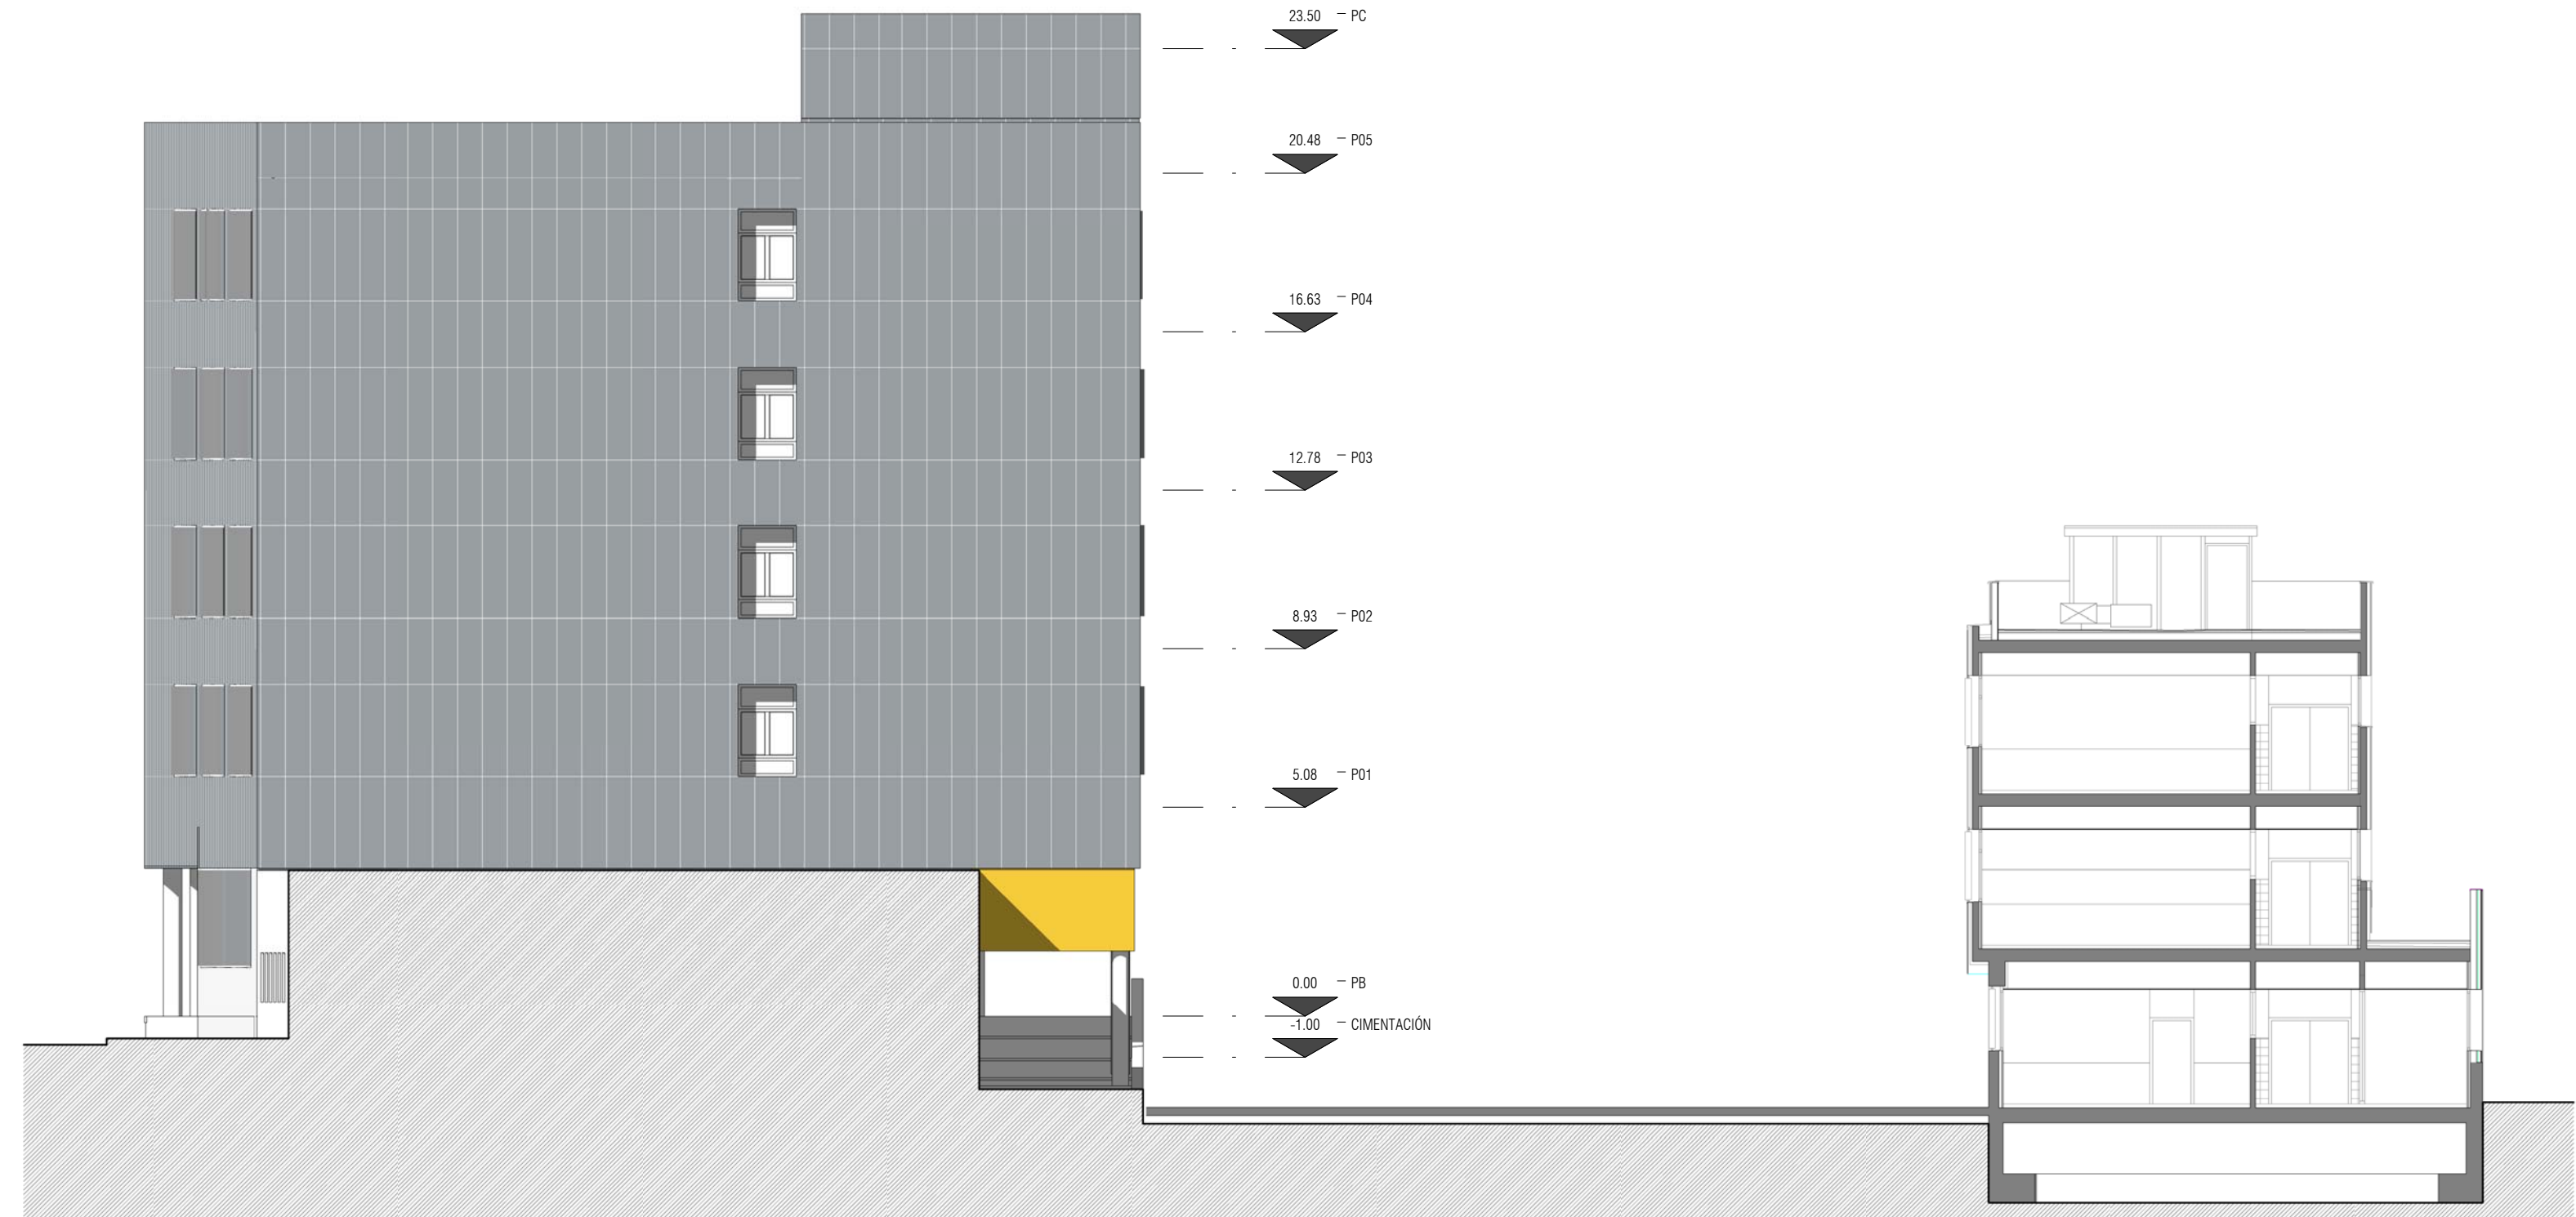 23.50 – PC
20.48 – P05
16.63 – P04
12.78 – P03
8.93 – P02
5.08 – P01
0.00 – PB
-1.00 – CIMENTACIÓN